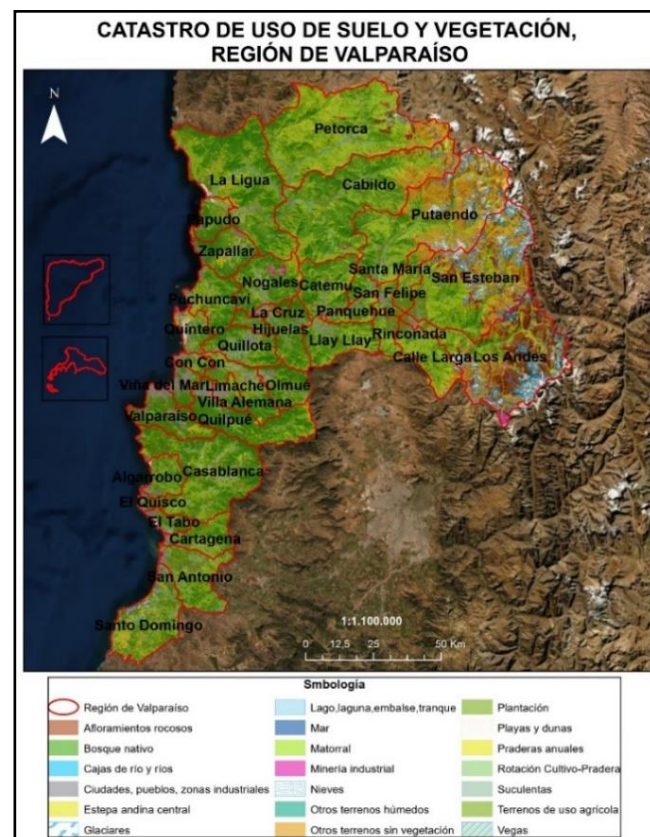 CATASTRO DE USO DE SUELO Y VEGETACIÓN,
REGIÓN DE VALPARAÍSO
N
Petorca
La Ligua
Cabildo
Papudo
Putaendo
Zapallar
Santa María
San Esteban
Nogales
Catemu
San Felipe
Puchuncaví
La Cruz
Panquehue
Quintero
Hijuelas
Rinconada
Quillota
Llay Llay
Calle Larga
Los Andes
Con Con
Viña del Mar
Limache
Olmué
Villa Alemana
Valparaíso
Quilpué
Casablanca
Algarrobo
El Quisco
El Tabo
Cartagena
San Antonio
Santo Domingo
1:1.100.000
0 12,5 25 50 Km
Smbología
Región de Valparaíso
Afloramientos rocosos
Bosque nativo
Cajas de río y ríos
Ciudades, pueblos, zonas industriales
Estepa andina central
Glaciares
Lago,laguna,embalse,tranque
Mar
Matorral
Minería industrial
Nieves
Otros terrenos húmedos
Otros terrenos sin vegetación
Plantación
Playas y dunas
Praderas anuales
Rotación Cultivo-Pradera
Suculentas
Terrenos de uso agrícola
Vegas